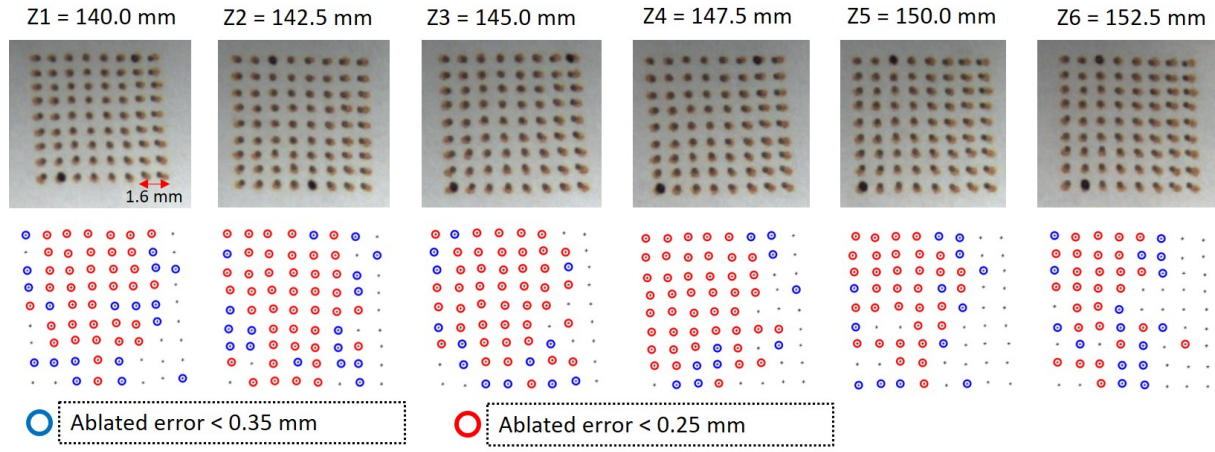 Z1 = 140.0 mm
Z2 = 142.5 mm
Z3 = 145.0 mm
Z4 = 147.5 mm
Z5 = 150.0 mm
Z6 = 152.5 mm
1.6 mm
Ablated error < 0.35 mm
Ablated error < 0.25 mm